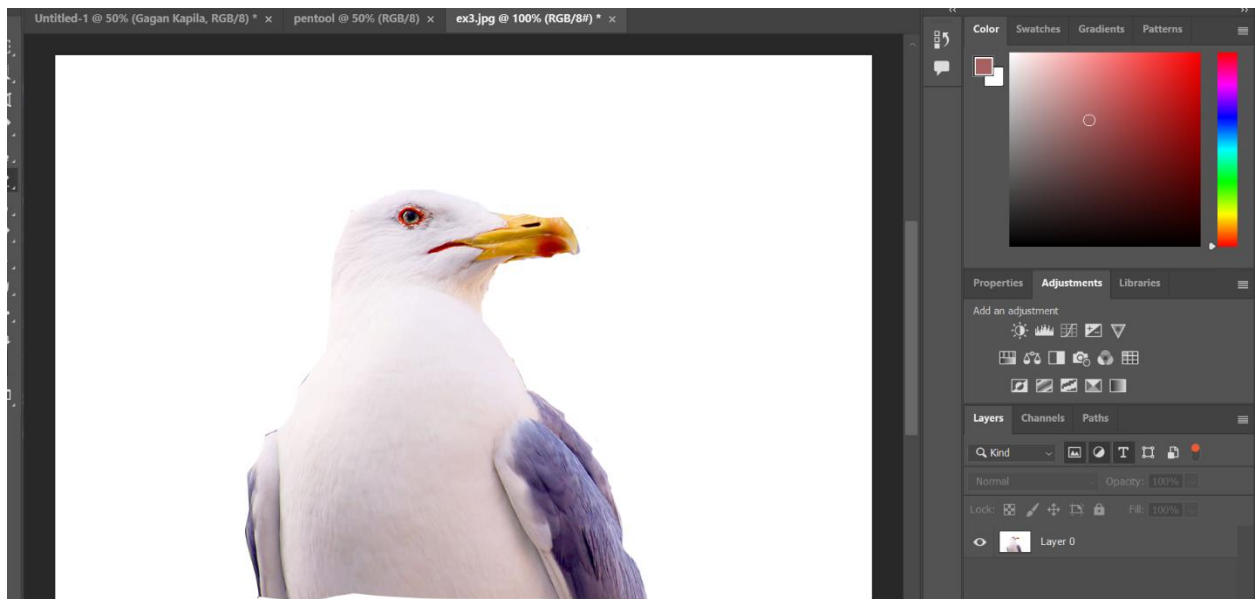 Untitled-1 @ 50% (Gagan Kapila, RGB/8) * ×
pentool @ 50% (RGB/8) ×
ex3.jpg @ 100% (RGB/8#) * ×
Color Swatches Gradients Patterns
Properties Adjustments Libraries
Add an adjustment
Layers Channels Paths
Kind
Normal Opacity: 100%
Lock: Fill: 100%
Layer 0